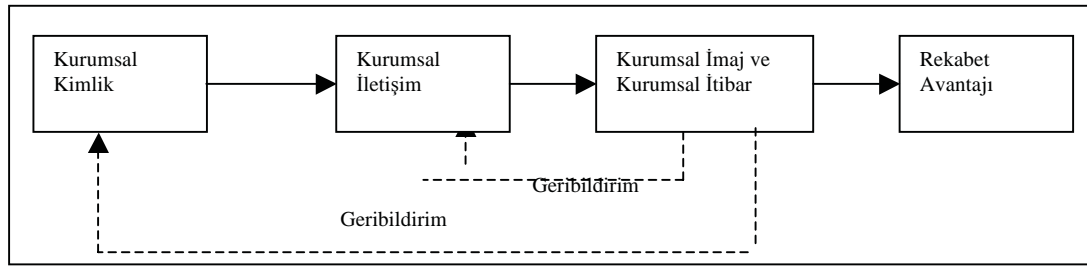 Kurumsal
Kimlik
Kurumsal
İletişim
Kurumsal İmaj ve
Kurumsal İtibar
Rekabet
Avantajı
Geribildirim
Geribildirim